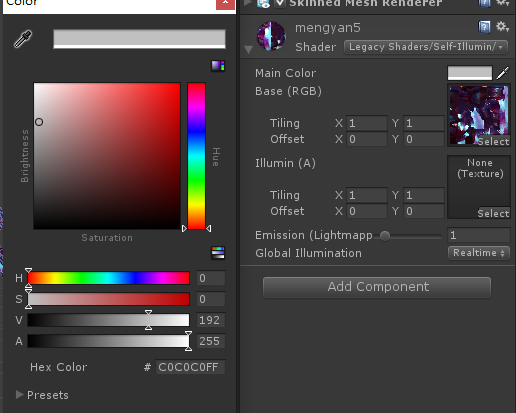 Color
Brightness
Hue
Saturation
H 0
S 0
V 192
A 255
Hex Color # C0C0C0FF
Presets
Skinned Mesh Renderer
mengyan5
Shader Legacy Shaders/Self-Illumin/
Main Color
Base (RGB)
Tiling X 1 Y 1
Offset X 0 Y 0
Select
Illumin (A)
None
(Texture)
Tiling X 1 Y 1
Offset X 0 Y 0
Select
Emission (Lightmapp 1
Global Illumination Realtime
Add Component